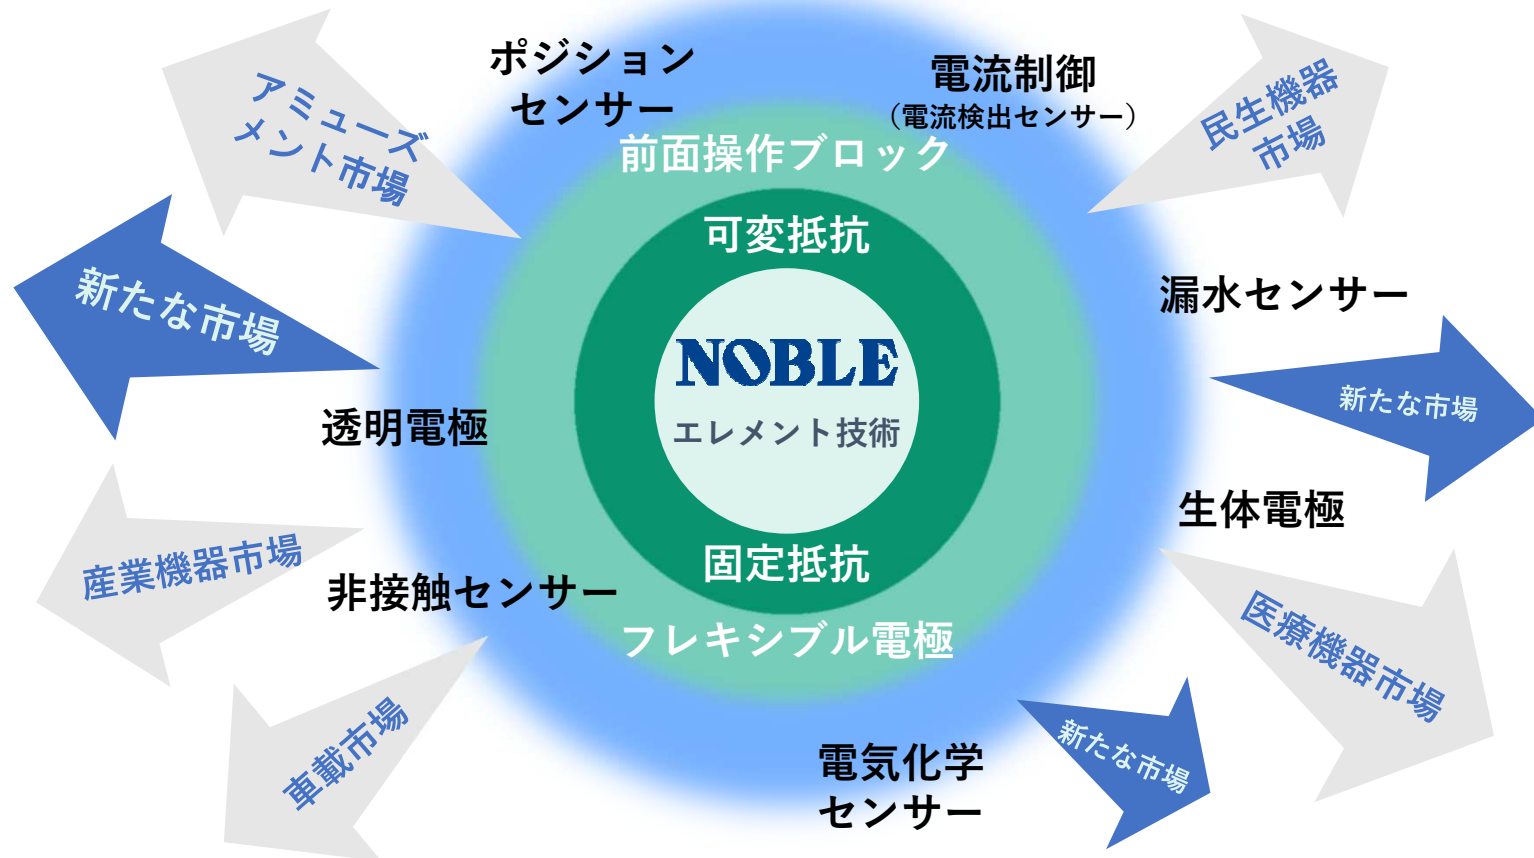 ポジション
センサー
電流制御
（電流検出センサー）
アミューズ
メント市場
民生機器
市場
前面操作ブロック
可変抵抗
新たな市場
漏水センサー
NOBLE
エレメント技術
新たな市場
透明電極
生体電極
産業機器市場
固定抵抗
非接触センサー
フレキシブル電極
医療機器市場
車載市場
新たな市場
電気化学
センサー